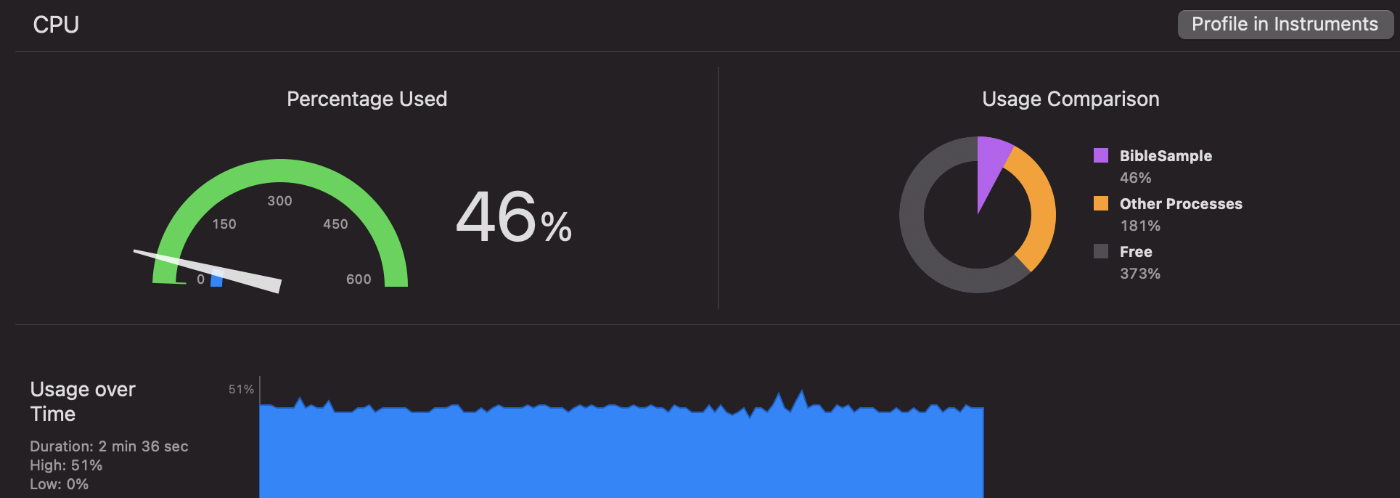 CPU
Profile in Instruments
Percentage Used
0
150
300
450
600
46%
Usage Comparison
BibleSample
46%
Other Processes
181%
Free
373%
Usage over
Time
Duration: 2 min 36 sec
High: 51%
Low: 0%
51%